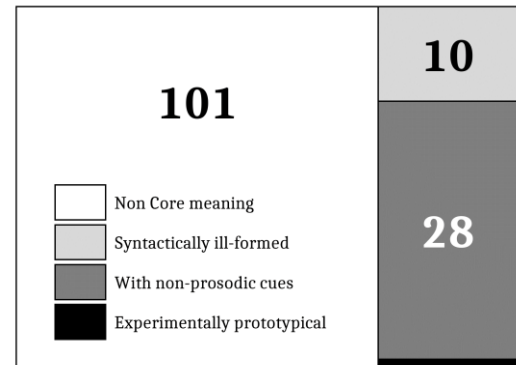 10
101
Non Core meaning
Syntactically ill-formed
28
With non-prosodic cues
Experimentally prototypical